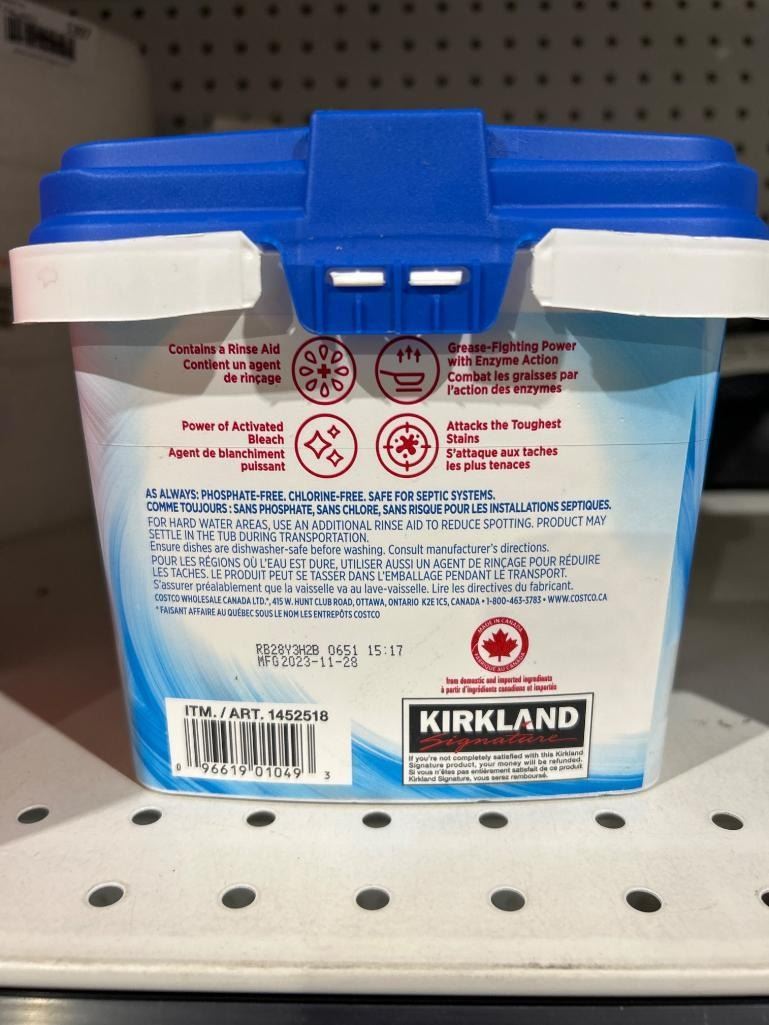 Contains a Rinse Aid
Contient un agent
de rinçage
Grease-Fighting Power
with Enzyme Action
Combat les graisses par
l'action des enzymes
Power of Activated
Bleach
Agent de blanchiment
puissant
Attacks the Toughest
Stains
S'attaque aux taches
les plus tenaces
AS ALWAYS: PHOSPHATE-FREE. CHLORINE-FREE. SAFE FOR SEPTIC SYSTEMS.
COMME TOUJOURS : SANS PHOSPHATE, SANS CHLORE, SANS RISQUE POUR LES INSTALLATIONS SEPTIQUES.
FOR HARD WATER AREAS, USE AN ADDITIONAL RINSE AID TO REDUCE SPOTTING. PRODUCT MAY
SETTLE IN THE TUB DURING TRANSPORTATION.
Ensure dishes are dishwasher-safe before washing. Consult manufacturer's directions.
POUR LES RÉGIONS OÙ L'EAU EST DURE, UTILISER AUSSI UN AGENT DE RINÇAGE POUR RÉDUIRE
LES TACHES. LE PRODUIT PEUT SE TASSER DANS L'EMBALLAGE PENDANT LE TRANSPORT.
S'assurer préalablement que la vaisselle va au lave-vaisselle. Lire les directives du fabricant.
COSTCO WHOLESALE CANADA LTD.*, 415 W. HUNT CLUB ROAD, OTTAWA, ONTARIO K2E 1C5, CANADA • 1-800-463-3783 • WWW.COSTCO.CA
* FAISANT AFFAIRE AU QUÉBEC SOUS LE NOM LES ENTREPÔTS COSTCO
RB28Y3H2B 0651 15:17
MFG2023-11-28
MADE IN CANADA
FABRIQUÉ AU CANADA
from domestic and imported ingredients
à partir d'ingrédients canadiens et importés
ITM. / ART. 1452518
0 96619 01049 3
KIRKLAND
Signature
If you're not completely satisfied with this Kirkland
Signature product, your money will be refunded.
Si vous n'êtes pas entièrement satisfait de ce produit
Kirkland Signature, vous serez remboursé.